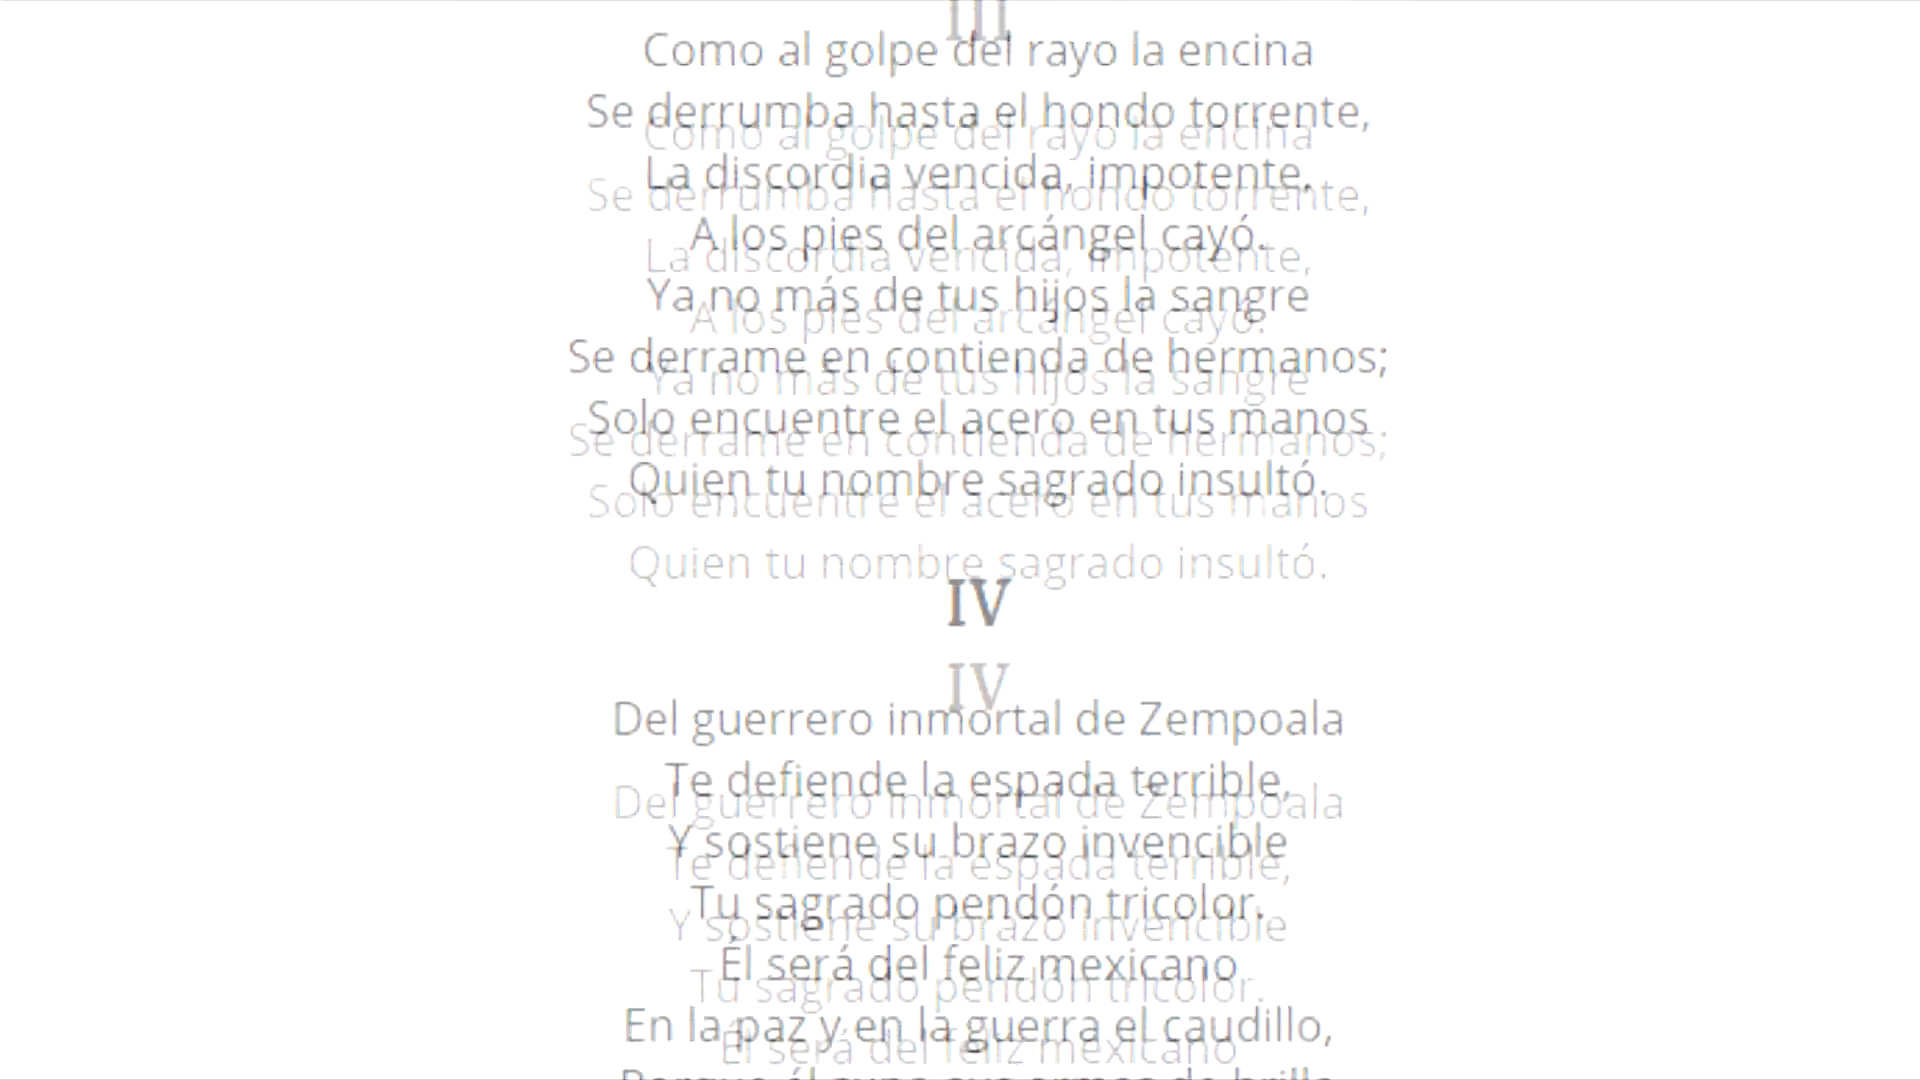 III
Como al golpe del rayo la encina
Se derrumba hasta el hondo torrente,
La discordia vencida, impotente,
A los pies del arcángel cayó.
Ya no más de tus hijos la sangre
Se derrame en contienda de hermanos;
Solo encuentre el acero en tus manos
Quien tu nombre sagrado insultó.
IV
Del guerrero inmortal de Zempoala
Te defiende la espada terrible,
Y sostiene su brazo invencible
Tu sagrado pendón tricolor.
Él será del feliz mexicano
En la paz y en la guerra el caudillo,